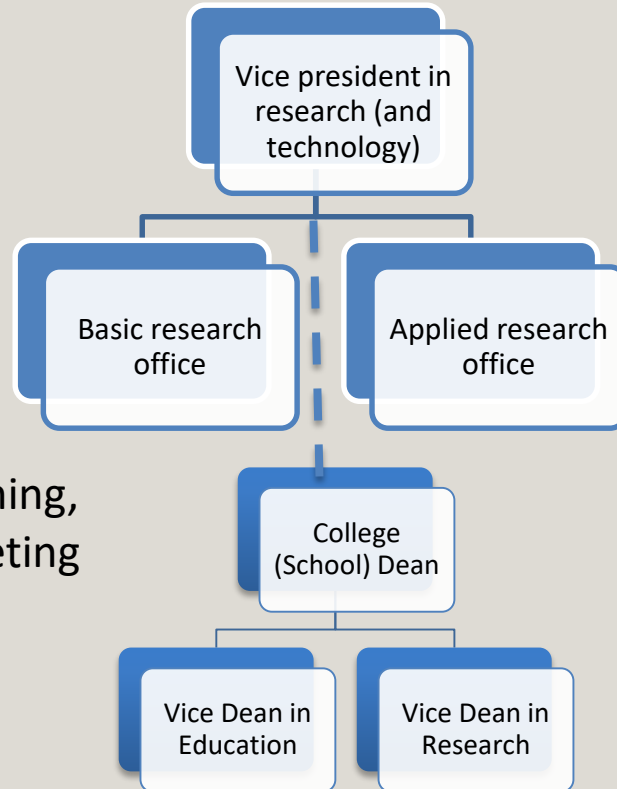 Vice president in
research (and
technology)
Basic research
office
Applied research
office
College
(School) Dean
Vice Dean in
Education
Vice Dean in
Research